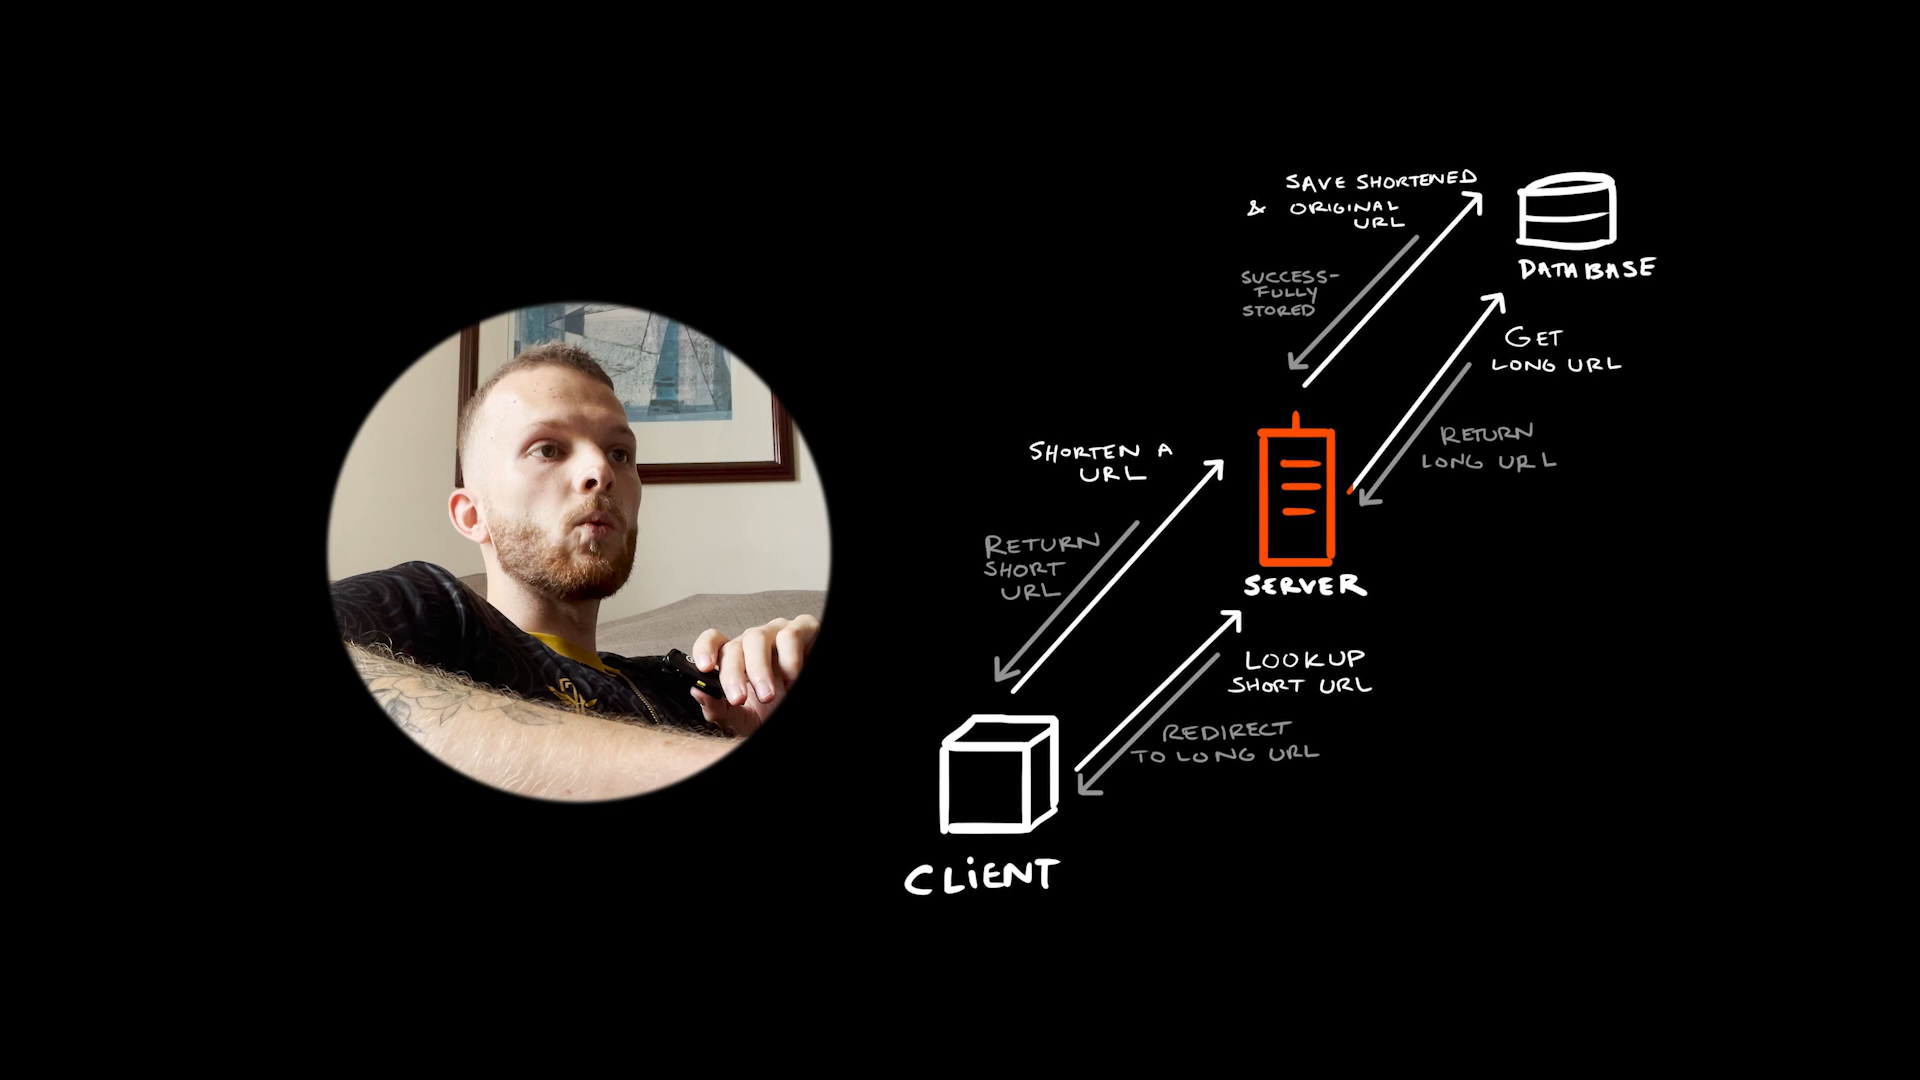 SAVE SHORTENED
& ORIGINAL
URL
DATABASE
SUCCESS-
FULLY
STORED
GET
LONG URL
RETURN
LONG URL
SHORTEN A
URL
RETURN
SHORT
URL
SERVER
LOOKUP
SHORT URL
REDIRECT
TO LONG URL
CLiENT